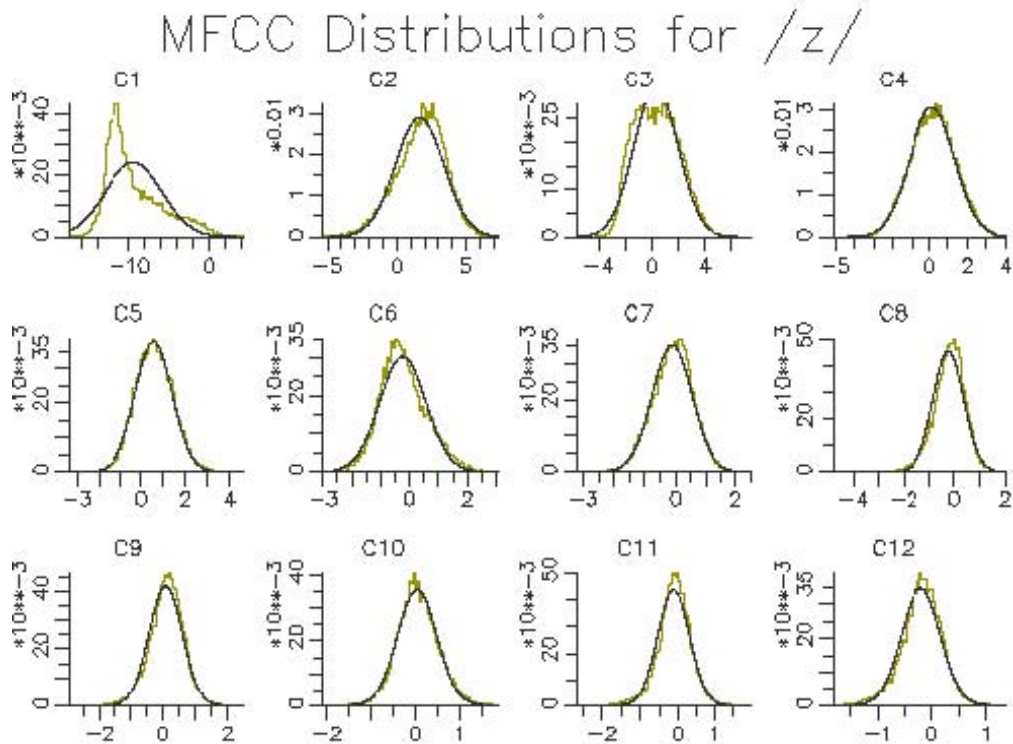 MFCC Distributions for /z/
C1 C2 C3 C4
*10**-3 0 20 40
-10 0
*0.01 0 1 2 3
-5 0 5
*10**-3 0 10 25
-4 0 4
*0.01 0 1 2 3
-5 0 2 4
C5 C6 C7 C8
*10**-3 0 20 35
-3 0 2 4
*10**-3 0 20 35
-3 0 2
*10**-3 0 20 35
-3 0 2
*10**-3 0 20 50
-4 -2 0 2
C9 C10 C11 C12
*10**-3 0 20 40
-2 0 2
*10**-3 0 20 40
-2 0 1
*10**-3 0 20 50
-2 0 1
*10**-3 0 20 35
-1 0 1